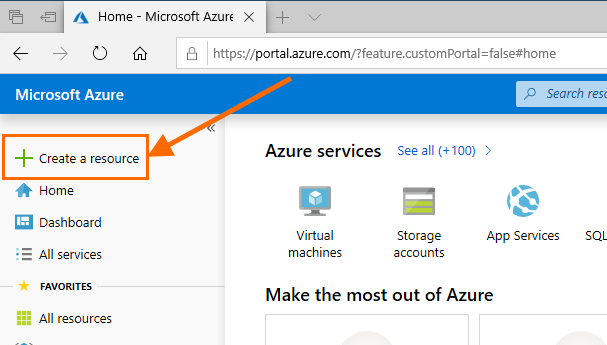 Home - Microsoft Azure
https://portal.azure.com/?feature.customPortal=false#home
Microsoft Azure
Search
Create a resource
Home
Dashboard
All services
FAVORITES
All resources
Azure services
See all (+100)
Virtual
machines
Storage
accounts
App Services
Make the most out of Azure